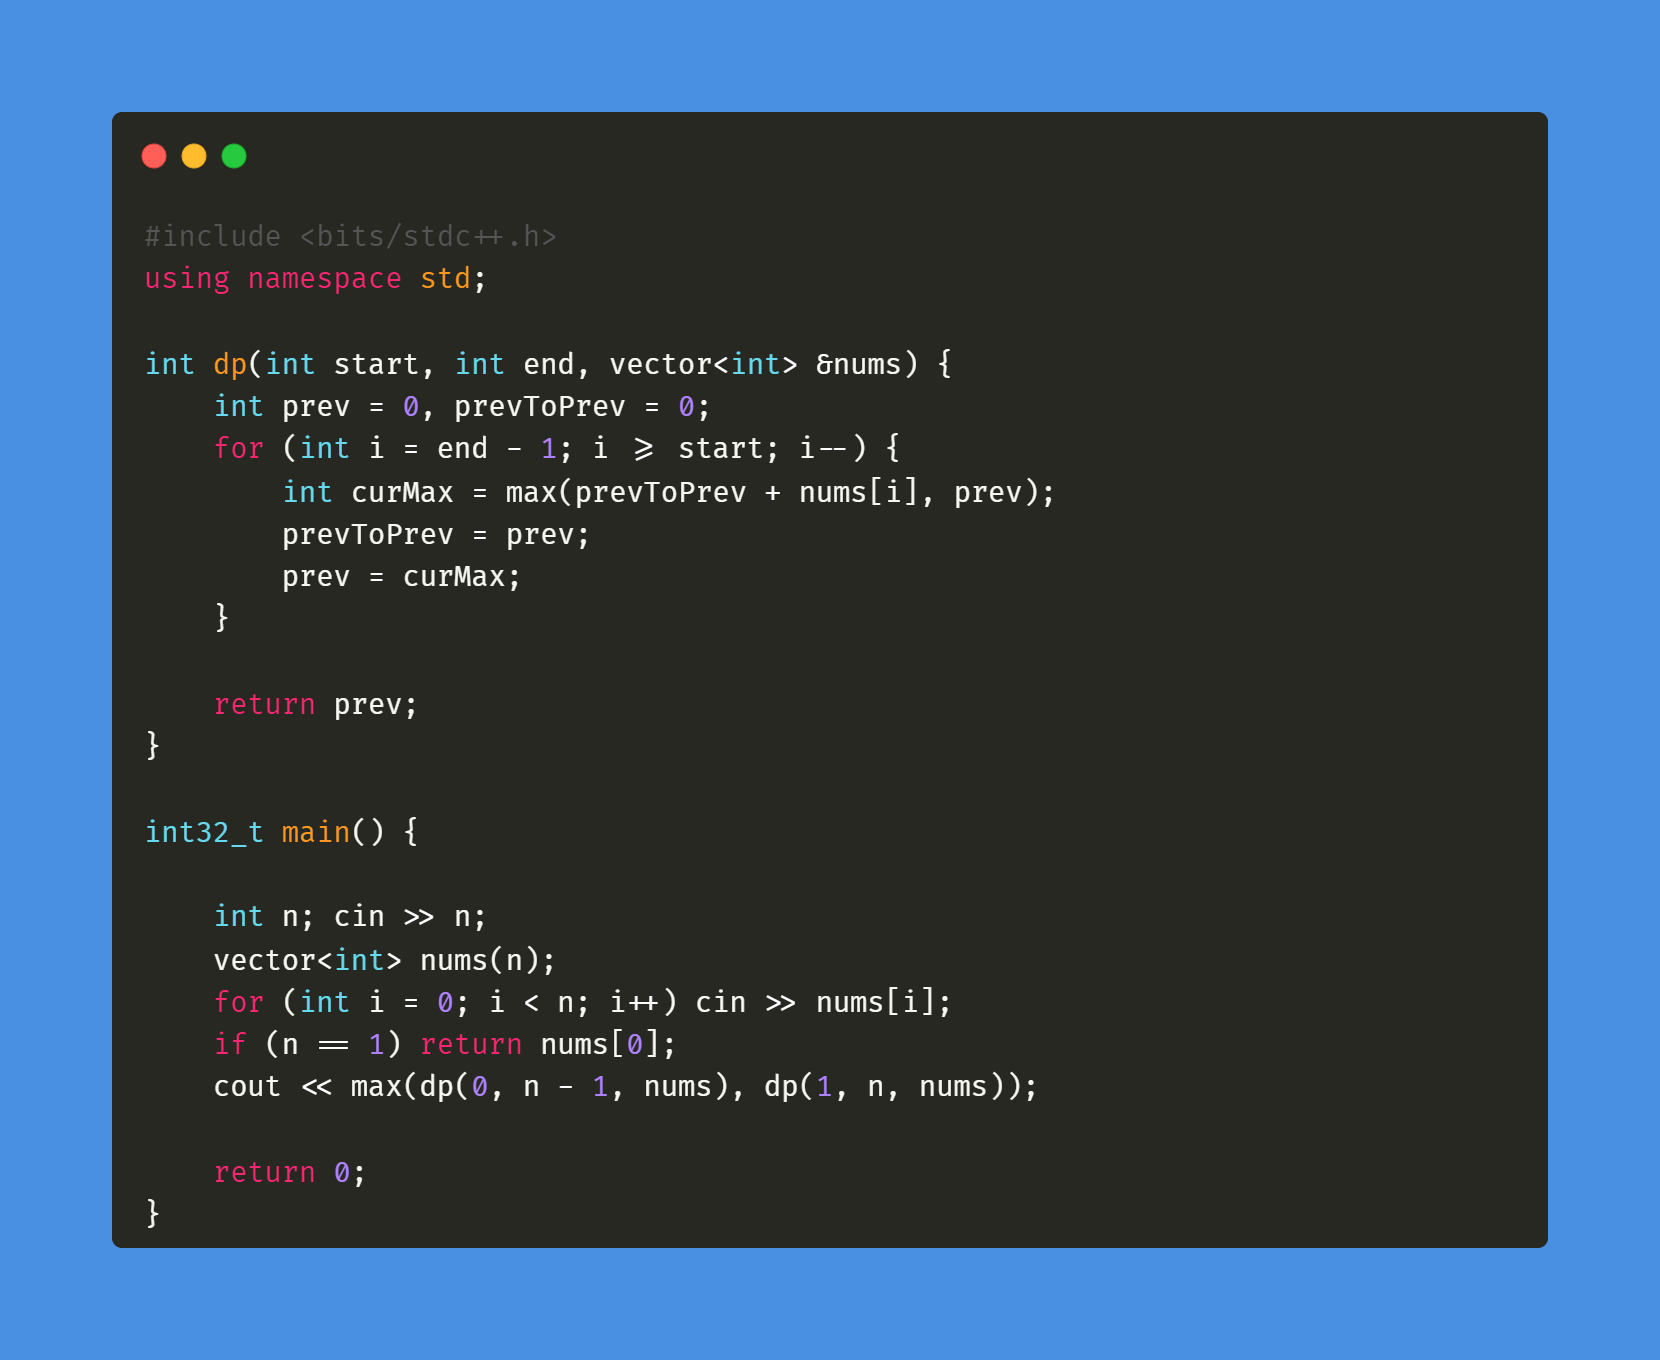 #include <bits/stdc++.h>
using namespace std;

int dp(int start, int end, vector<int> &nums) {
    int prev = 0, prevToPrev = 0;
    for (int i = end - 1; i >= start; i--) {
        int curMax = max(prevToPrev + nums[i], prev);
        prevToPrev = prev;
        prev = curMax;
    }

    return prev;
}

int32_t main() {

    int n; cin >> n;
    vector<int> nums(n);
    for (int i = 0; i < n; i++) cin >> nums[i];
    if (n == 1) return nums[0];
    cout << max(dp(0, n - 1, nums), dp(1, n, nums));

    return 0;
}